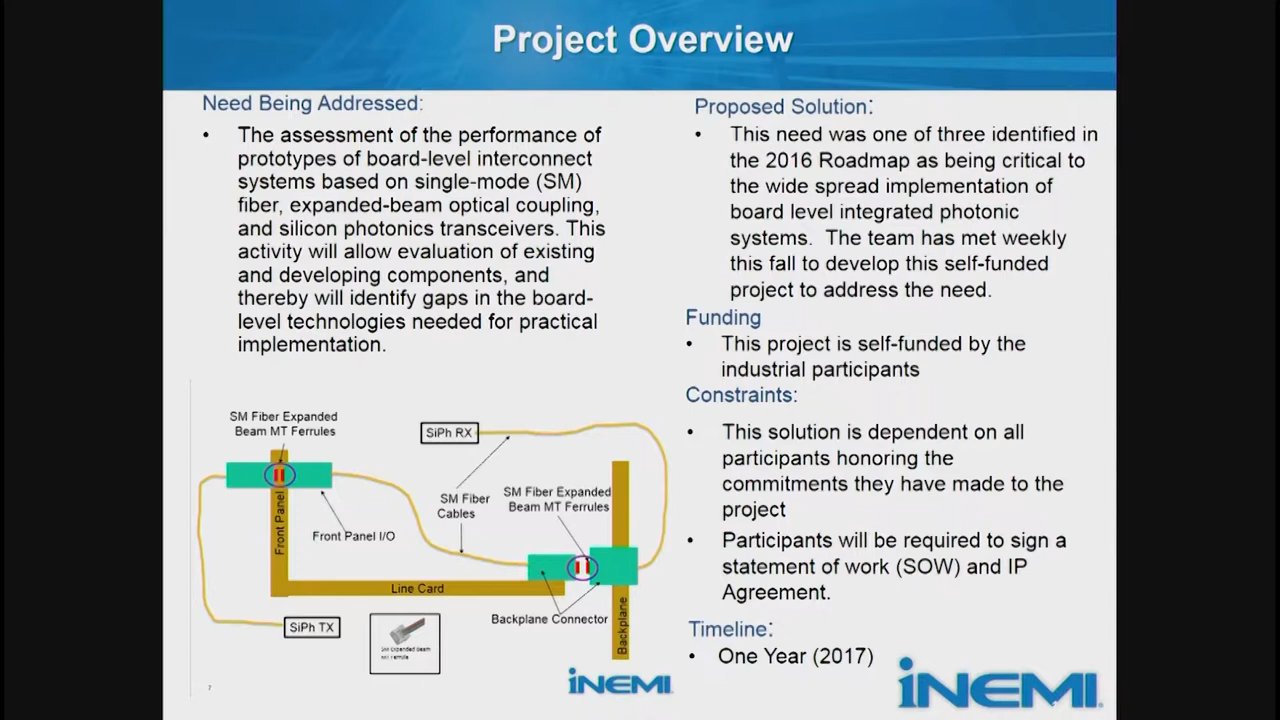 Project Overview
Need Being Addressed:
• The assessment of the performance of
prototypes of board-level interconnect
systems based on single-mode (SM)
fiber, expanded-beam optical coupling,
and silicon photonics transceivers. This
activity will allow evaluation of existing
and developing components, and
thereby will identify gaps in the board-
level technologies needed for practical
implementation.
Proposed Solution:
• This need was one of three identified in
the 2016 Roadmap as being critical to
the wide spread implementation of
board level integrated photonic
systems. The team has met weekly
this fall to develop this self-funded
project to address the need.
Funding
• This project is self-funded by the
industrial participants
Constraints:
• This solution is dependent on all
participants honoring the
commitments they have made to the
project
• Participants will be required to sign a
statement of work (SOW) and IP
Agreement.
Timeline:
• One Year (2017)
SM Fiber Expanded
Beam MT Ferrules
SiPh RX
SM Fiber
Cables
SM Fiber Expanded
Beam MT Ferrules
Front Panel
Front Panel I/O
Line Card
Backplane Connector
Backplane
SiPh TX
SM Expanded Beam
MT Ferrule
7
iNEMI
iNEMI